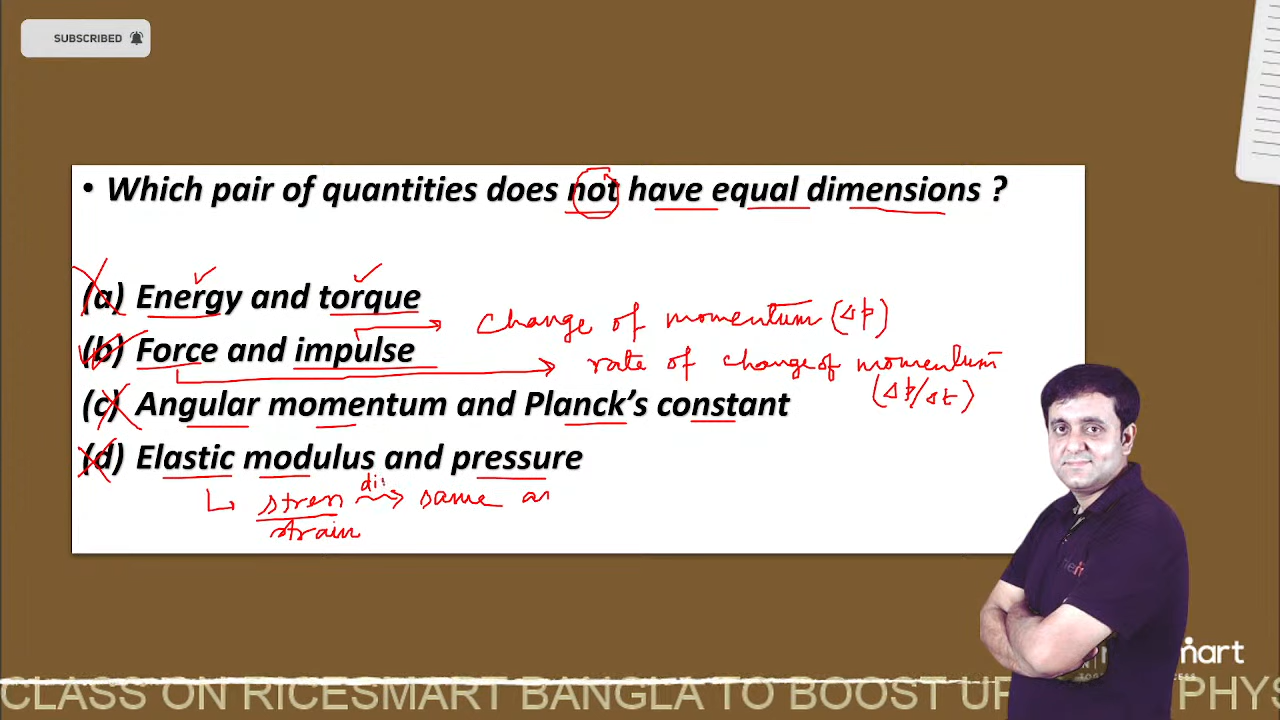 SUBSCRIBED
• Which pair of quantities does not have equal dimensions ?
(a) Energy and torque
change of momentum (Δp)
(b) Force and impulse
rate of change of momentum
(Δp/Δt)
(c) Angular momentum and Planck's constant
(d) Elastic modulus and pressure
stress
strain
same
mart
CLASS ON RICESMART BANGLA TO BOOST UP